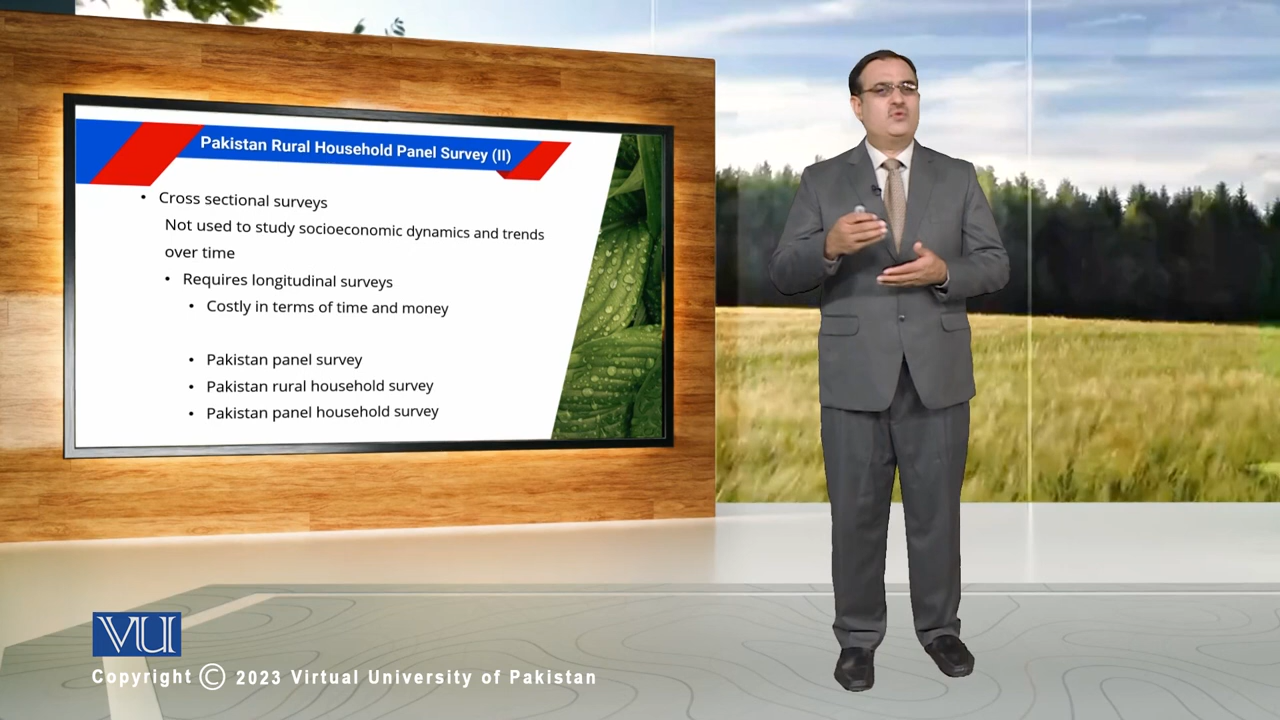 Pakistan Rural Household Panel Survey (II)
• Cross sectional surveys
Not used to study socioeconomic dynamics and trends
over time
• Requires longitudinal surveys
• Costly in terms of time and money
• Pakistan panel survey
• Pakistan rural household survey
• Pakistan panel household survey
VU
Copyright © 2023 Virtual University of Pakistan